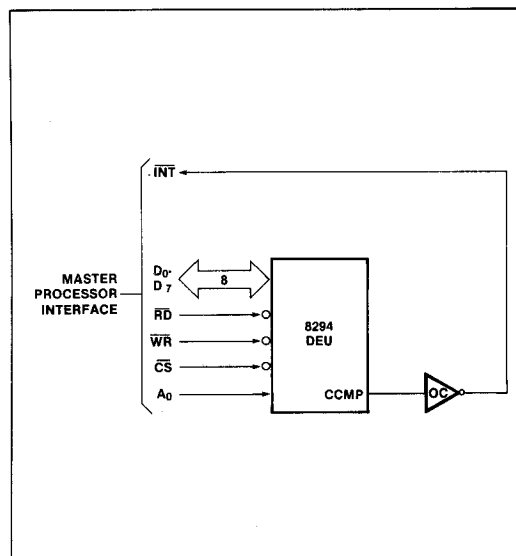 INT
D0-
D7
8
MASTER
PROCESSOR
INTERFACE
RD
WR
CS
A0
8294
DEU
CCMP
OC